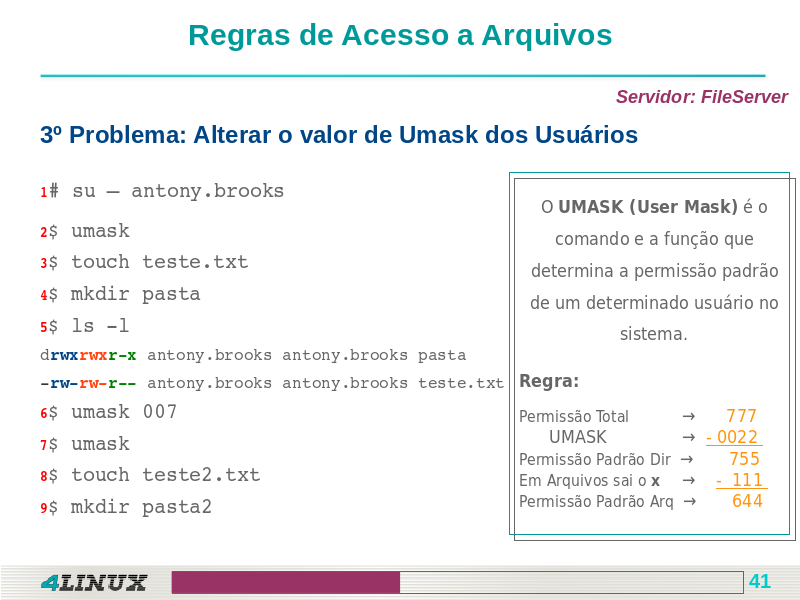 Regras de Acesso a Arquivos
Servidor: FileServer
3º Problema: Alterar o valor de Umask dos Usuários
1# su – antony.brooks
2$ umask
3$ touch teste.txt
4$ mkdir pasta
5$ ls -l
drwxrwxr-x antony.brooks antony.brooks pasta
-rw-rw-r-- antony.brooks antony.brooks teste.txt
6$ umask 007
7$ umask
8$ touch teste2.txt
9$ mkdir pasta2
O UMASK (User Mask) é o
comando e a função que
determina a permissão padrão
de um determinado usuário no
sistema.
Regra:
Permissão Total → 777
UMASK → - 0022
Permissão Padrão Dir → 755
Em Arquivos sai o x → - 111
Permissão Padrão Arq → 644
4LINUX
41